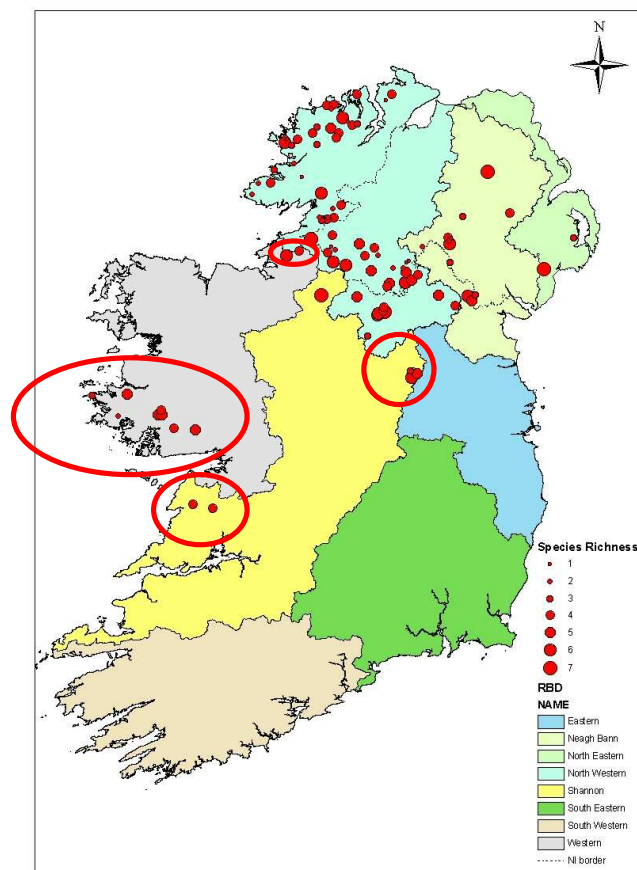 N
Species Richness
1
2
3
4
5
6
7
RBD
NAME
Eastern
Neagh Bann
North Eastern
North Western
Shannon
South Eastern
South Western
Western
NI border